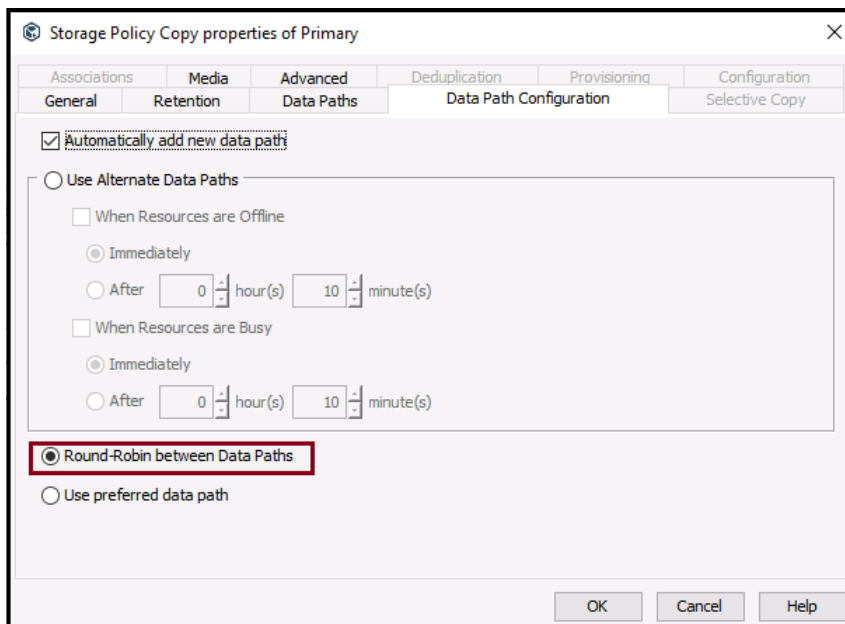 Storage Policy Copy properties of Primary
Associations Media Advanced Deduplication Provisioning Configuration
General Retention Data Paths Data Path Configuration Selective Copy
Automatically add new data path
Use Alternate Data Paths
When Resources are Offline
Immediately
After 0 hour(s) 10 minute(s)
When Resources are Busy
Immediately
After 0 hour(s) 10 minute(s)
Round-Robin between Data Paths
Use preferred data path
OK Cancel Help